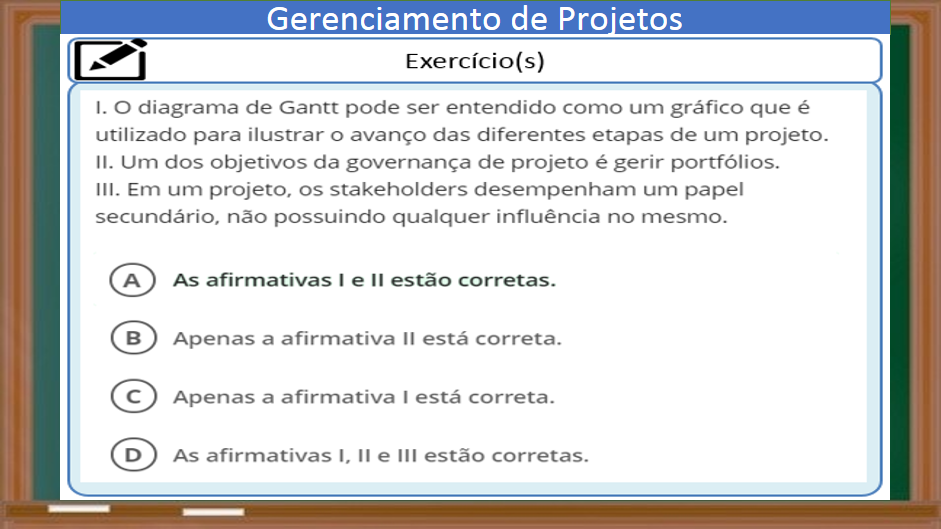 Gerenciamento de Projetos
Exercício(s)
I. O diagrama de Gantt pode ser entendido como um gráfico que é
utilizado para ilustrar o avanço das diferentes etapas de um projeto.
II. Um dos objetivos da governança de projeto é gerir portfólios.
III. Em um projeto, os stakeholders desempenham um papel
secundário, não possuindo qualquer influência no mesmo.
A As afirmativas I e II estão corretas.
B Apenas a afirmativa II está correta.
C Apenas a afirmativa I está correta.
D As afirmativas I, II e III estão corretas.